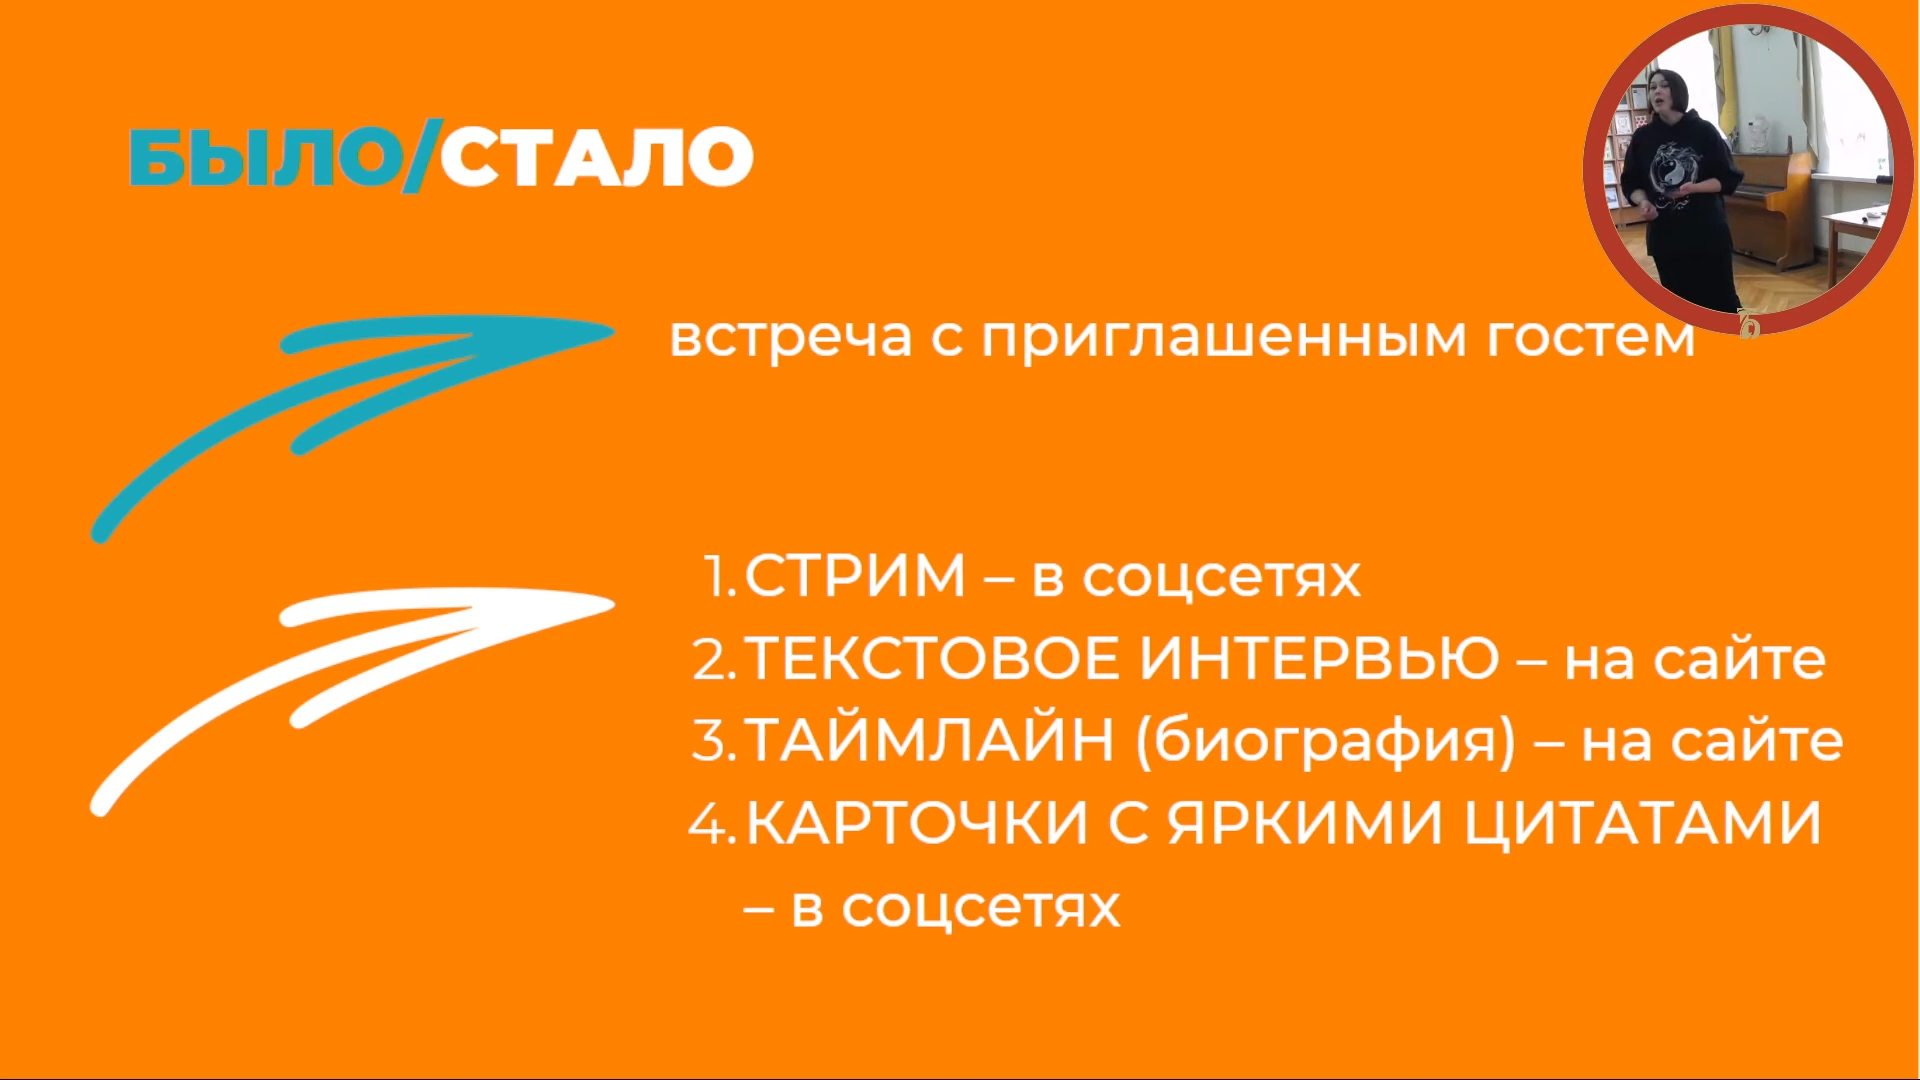 БЫЛО/СТАЛО
встреча с приглашенным гостем
1. СТРИМ – в соцсетях
2. ТЕКСТОВОЕ ИНТЕРВЬЮ – на сайте
3. ТАЙМЛАЙН (биография) – на сайте
4. КАРТОЧКИ С ЯРКИМИ ЦИТАТАМИ
– в соцсетях